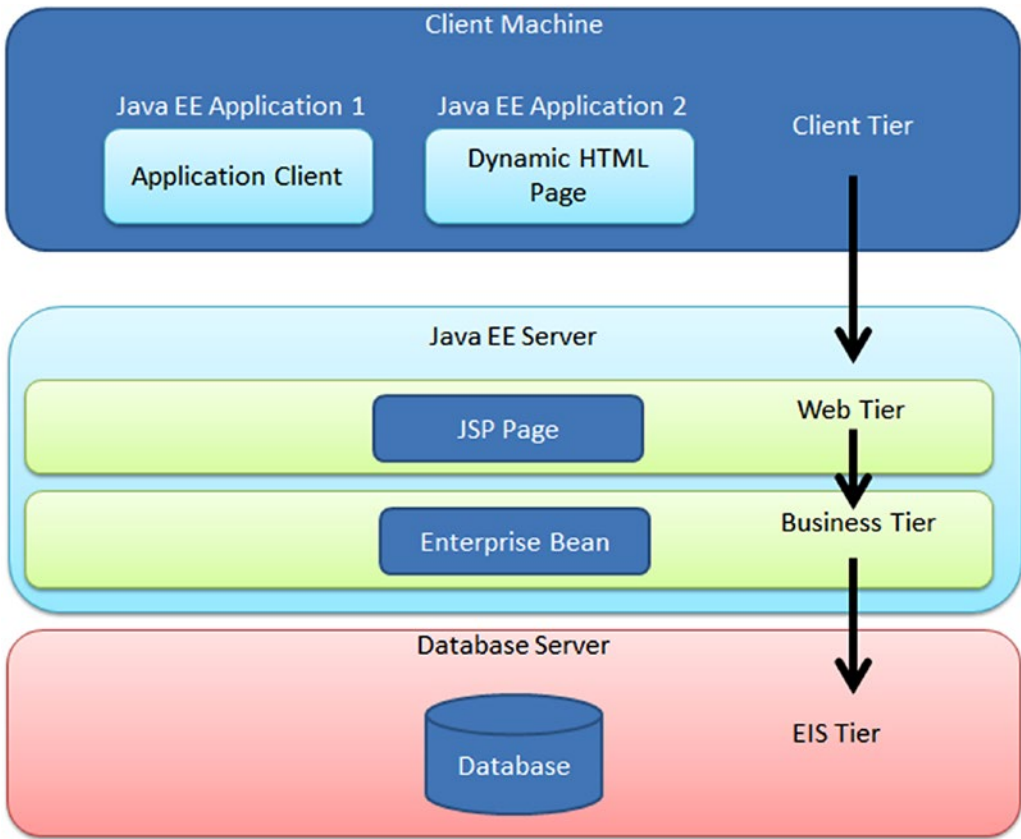 Client Machine
Java EE Application 1
Java EE Application 2
Client Tier
Application Client
Dynamic HTML
Page
Java EE Server
JSP Page
Web Tier
Enterprise Bean
Business Tier
Database Server
Database
EIS Tier